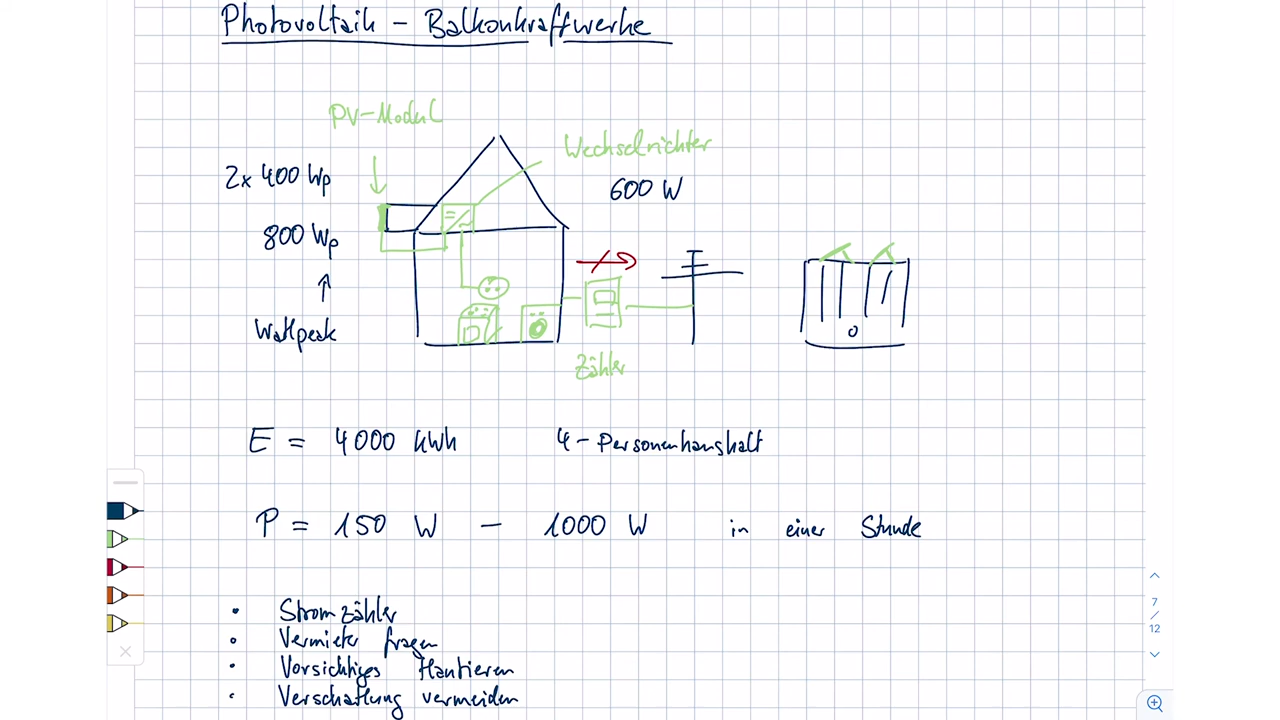 Photovoltaik - Balkonkraftwerke
PV-Modul
Wechselrichter
2x 400 Wp
600 W
800 Wp
Wattpeak
Zähler
E = 4000 kWh 4-Personenhaushalt
P = 150 W - 1000 W in einer Stunde
• Stromzähler
• Vermieter fragen
• Vorsichtiges Hantieren
• Verschattung vermeiden
7
/
12